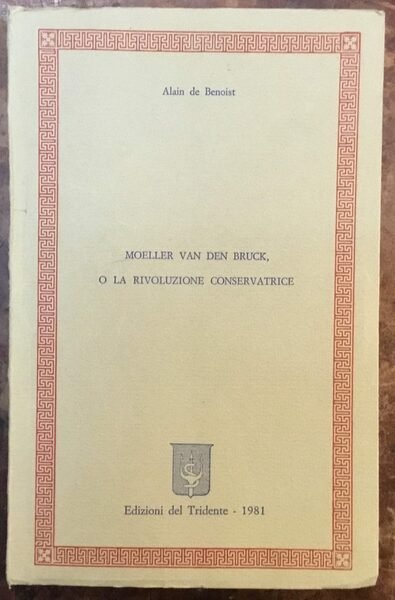 Alain de Benoist
MOELLER VAN DEN BRUCK,
O LA RIVOLUZIONE CONSERVATRICE
Edizioni del Tridente - 1981